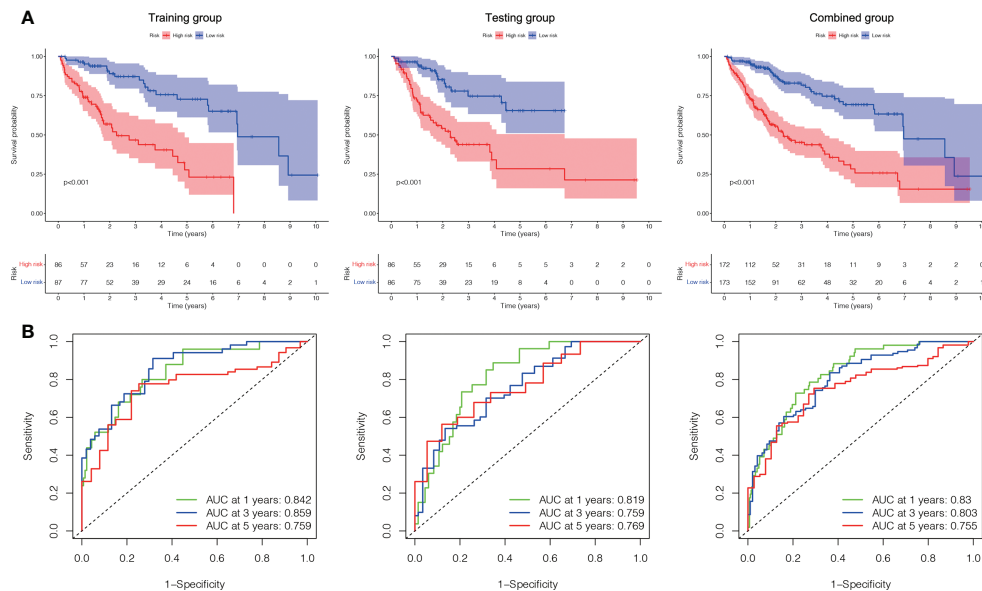 A
Training group
Risk High risk Low risk
1.00
0.75
0.50
0.25
0.00
Survival probability
p<0.001
0 1 2 3 4 5 6 7 8 9 10
Time (years)
Risk
High risk 86 57 23 16 12 6 4 0 0 0 0
Low risk 87 77 52 39 29 24 16 6 4 2 1
0 1 2 3 4 5 6 7 8 9 10
Time (years)
Testing group
Risk High risk Low risk
1.00
0.75
0.50
0.25
0.00
Survival probability
p<0.001
0 1 2 3 4 5 6 7 8 9 10
Time (years)
Risk
High risk 86 55 29 15 6 5 5 3 2 2 0
Low risk 86 75 39 23 19 8 4 0 0 0 0
0 1 2 3 4 5 6 7 8 9 10
Time (years)
Combined group
Risk High risk Low risk
1.00
0.75
0.50
0.25
0.00
Survival probability
p<0.001
0 1 2 3 4 5 6 7 8 9 10
Time (years)
Risk
High risk 172 112 52 31 18 11 9 3 2 2 0
Low risk 173 152 91 62 48 32 20 6 4 2
0 1 2 3 4 5 6 7 8 9 10
Time (years)
B
1.0
0.8
0.6
0.4
0.2
0.0
Sensitivity
AUC at 1 years: 0.842
AUC at 3 years: 0.859
AUC at 5 years: 0.759
0.0 0.2 0.4 0.6 0.8 1.0
1−Specificity
1.0
0.8
0.6
0.4
0.2
0.0
Sensitivity
AUC at 1 years: 0.819
AUC at 3 years: 0.759
AUC at 5 years: 0.769
0.0 0.2 0.4 0.6 0.8 1.0
1−Specificity
1.0
0.8
0.6
0.4
0.2
0.0
Sensitivity
AUC at 1 years: 0.83
AUC at 3 years: 0.803
AUC at 5 years: 0.755
0.0 0.2 0.4 0.6 0.8 1.0
1−Specificity